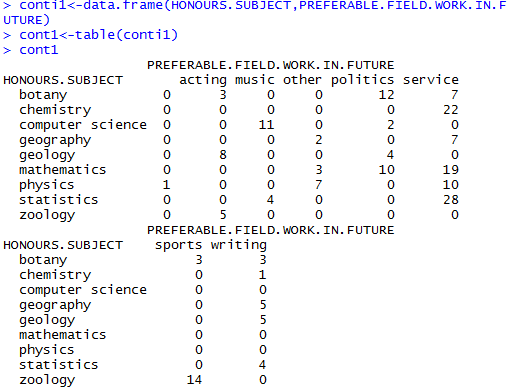 > conti1<-data.frame(HONOURS.SUBJECT,PREFERABLE.FIELD.WORK.IN.F
UTURE)
> cont1<-table(conti1)
> cont1
                  PREFERABLE.FIELD.WORK.IN.FUTURE
HONOURS.SUBJECT       acting music other politics service
  botany            0      3     0     0       12       7
  chemistry         0      0     0     0        0      22
  computer science  0      0    11     0        2       0
  geography         0      0     0     2        0       7
  geology           0      8     0     0        4       0
  mathematics       0      0     0     3       10      19
  physics           1      0     0     7        0      10
  statistics        0      0     4     0        0      28
  zoology           0      5     0     0        0       0
                  PREFERABLE.FIELD.WORK.IN.FUTURE
HONOURS.SUBJECT    sports writing
  botany                3       3
  chemistry             0       1
  computer science      0       0
  geography             0       5
  geology               0       5
  mathematics           0       0
  physics               0       0
  statistics            0       4
  zoology              14       0